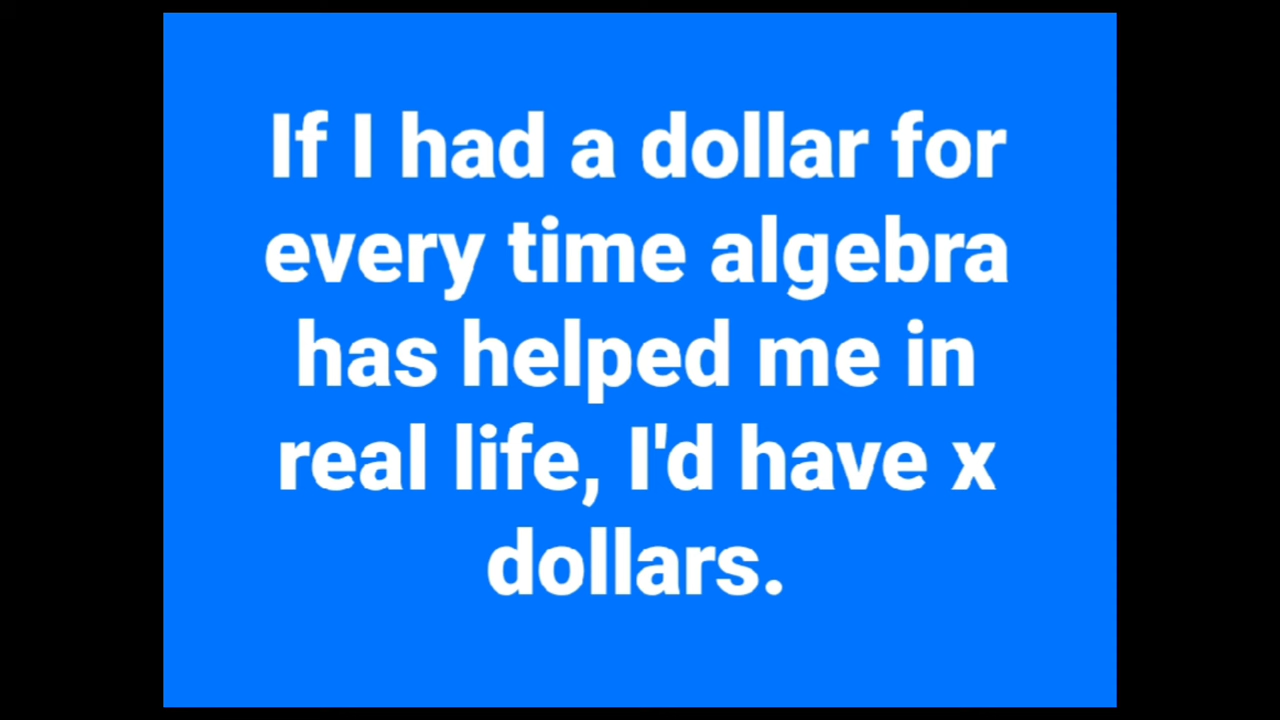 If I had a dollar for
every time algebra
has helped me in
real life, I'd have x
dollars.